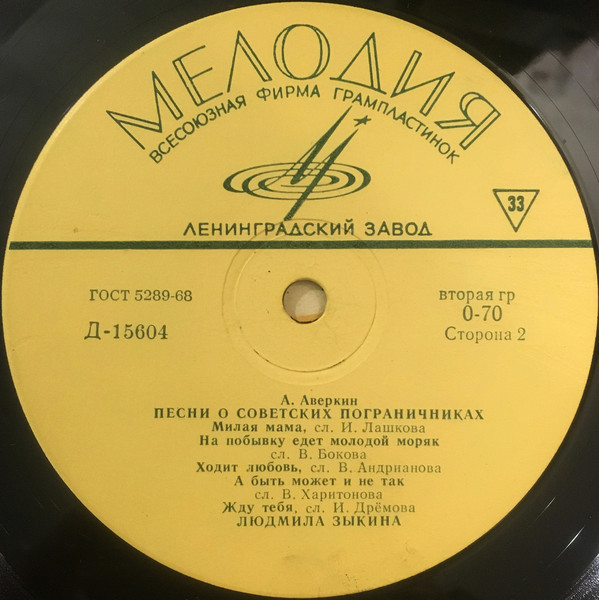 МЕЛОДИЯ
ВСЕСОЮЗНАЯ ФИРМА ГРАМПЛАСТИНОК
ЛЕНИНГРАДСКИЙ ЗАВОД
33
ГОСТ 5289-68
Д-15604
вторая гр
0-70
Сторона 2
А. Аверкин
ПЕСНИ О СОВЕТСКИХ ПОГРАНИЧНИКАХ
Милая мама, сл. И. Лашкова
На побывку едет молодой моряк
сл. В. Бокова
Ходит любовь, сл. В. Андрианова
А быть может и не так
сл. В. Харитонова
Жду тебя, сл. И. Дрёмова
ЛЮДМИЛА ЗЫКИНА